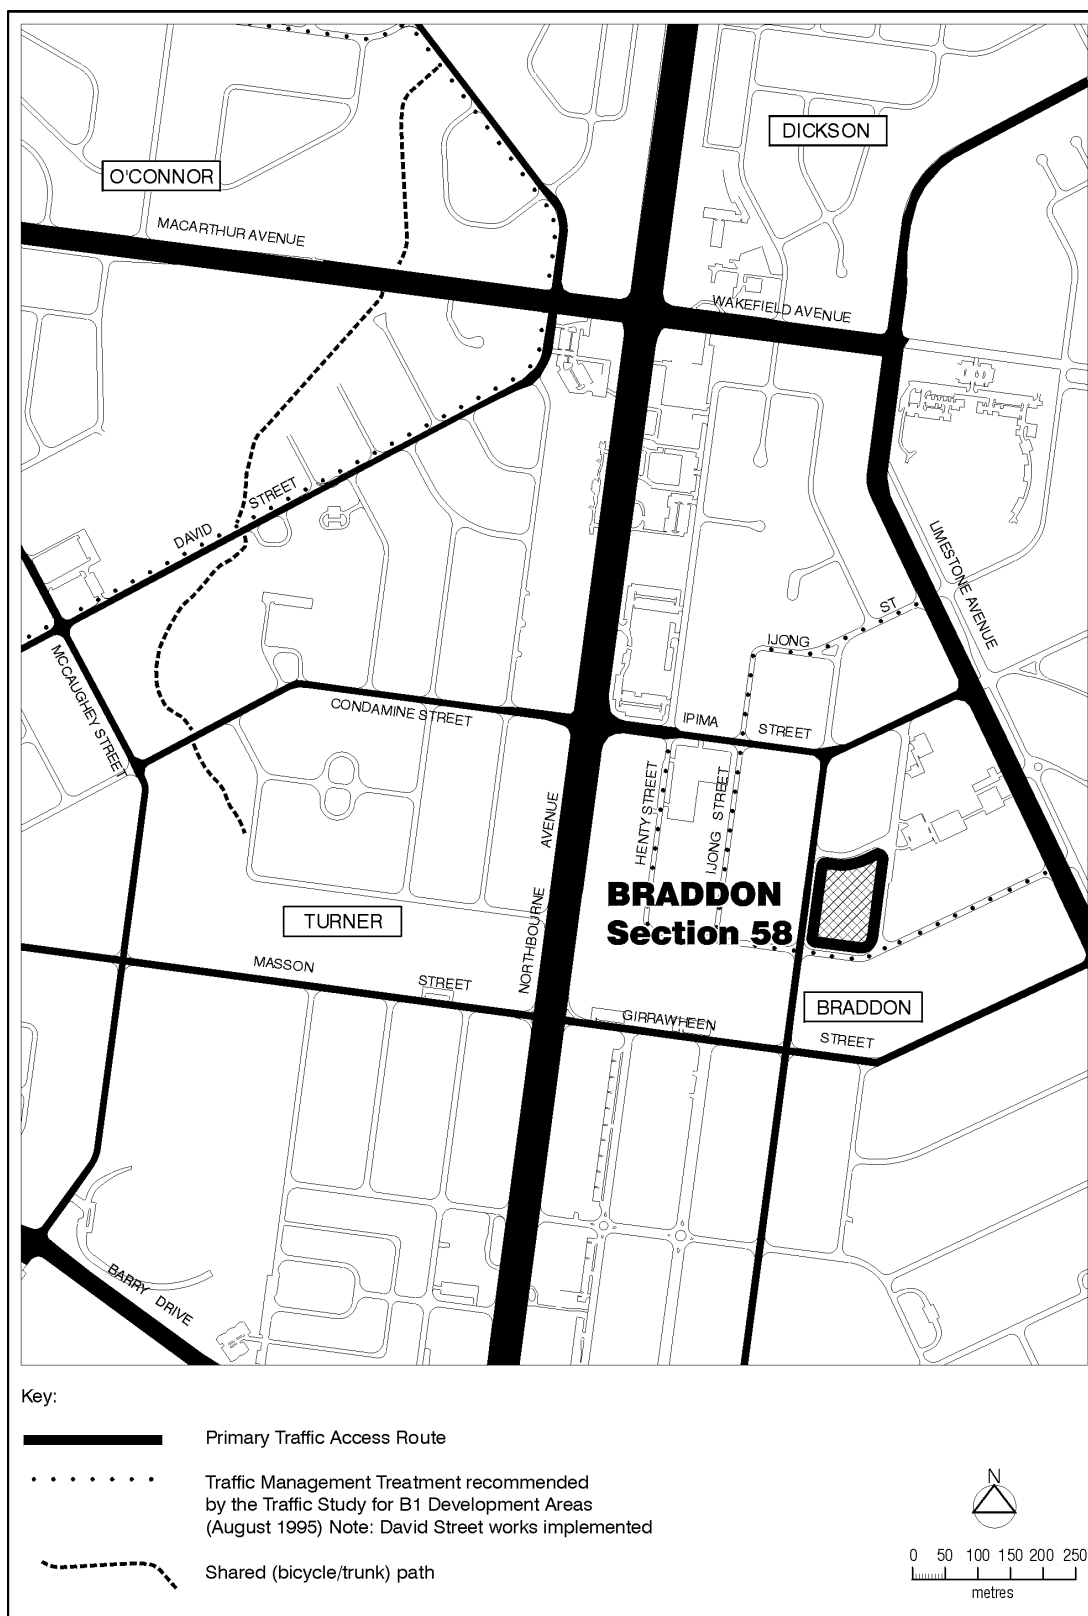 DICKSON
O'CONNOR
MACARTHUR AVENUE
WAKEFIELD AVENUE
DAVID STREET
LIMESTONE AVENUE
IJONG ST
MCCAUGHEY STREET
CONDAMINE STREET
IPIMA STREET
HENTY STREET
IJONG STREET
NORTHBOURNE AVENUE
BRADDON
Section 58
TURNER
MASSON STREET
BRADDON
GIRRAWHEEN STREET
BARRY DRIVE
Key:
Primary Traffic Access Route
Traffic Management Treatment recommended
by the Traffic Study for B1 Development Areas
(August 1995) Note: David Street works implemented
Shared (bicycle/trunk) path
N
0 50 100 150 200 250
metres